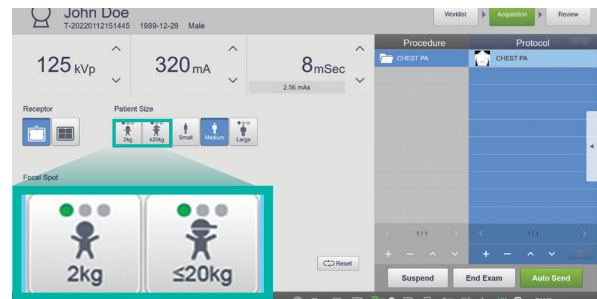 John Doe
T-20220112151445 1989-12-28 Male
Worklist Acquisition Review
125 kVp 320 mA 8 mSec
2.56 mAs
Procedure Protocol
CHEST PA CHEST PA
Receptor Patient Size
2kg ≤20kg Small Medium Large
Focal Spot
2kg ≤20kg
Reset
1/1 1/1
Suspend End Exam Auto Send